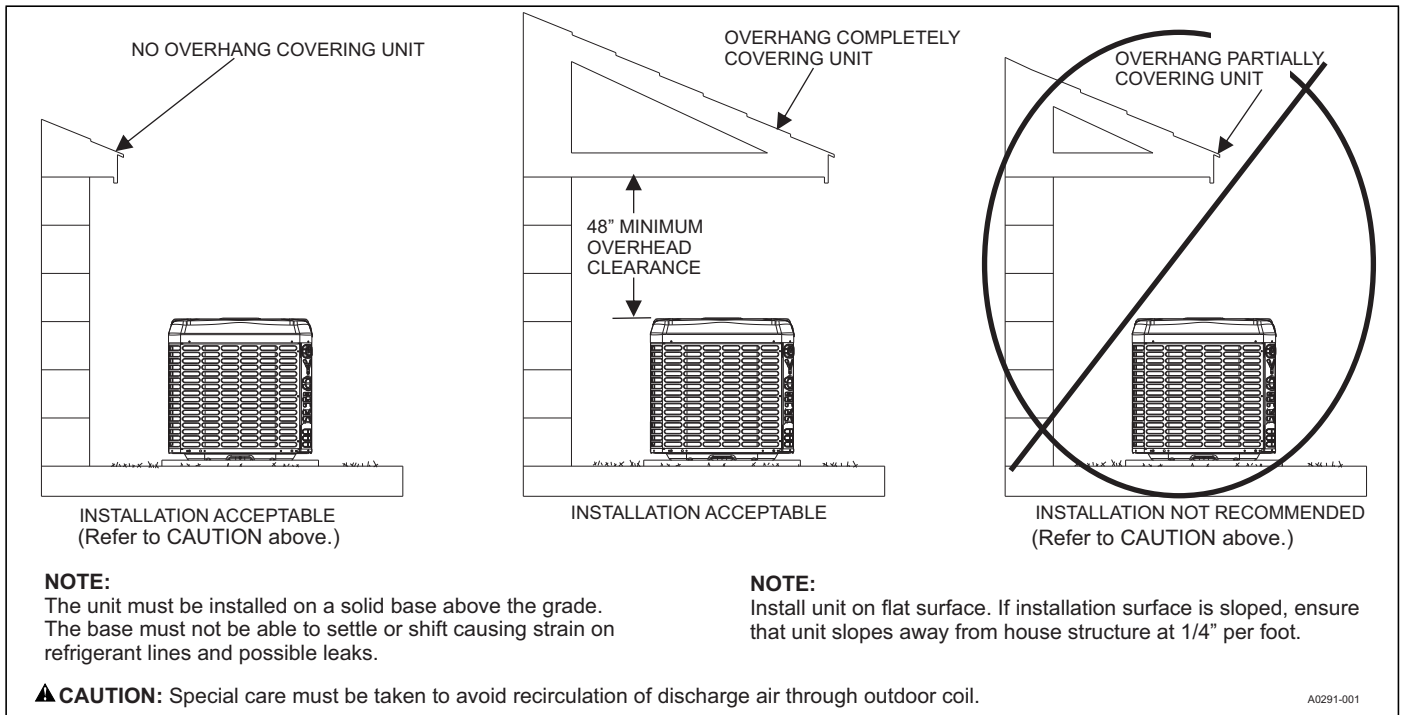 NO OVERHANG COVERING UNIT
OVERHANG COMPLETELY
COVERING UNIT
OVERHANG PARTIALLY
COVERING UNIT
48” MINIMUM
OVERHEAD
CLEARANCE
INSTALLATION ACCEPTABLE
(Refer to CAUTION above.)
INSTALLATION ACCEPTABLE
INSTALLATION NOT RECOMMENDED
(Refer to CAUTION above.)
NOTE:
The unit must be installed on a solid base above the grade.
The base must not be able to settle or shift causing strain on
refrigerant lines and possible leaks.
NOTE:
Install unit on flat surface. If installation surface is sloped, ensure
that unit slopes away from house structure at 1/4” per foot.
CAUTION: Special care must be taken to avoid recirculation of discharge air through outdoor coil.
A0291-001